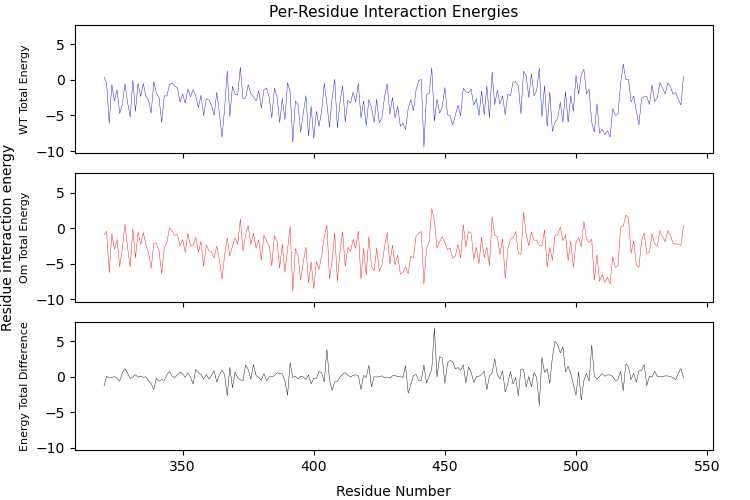 Per-Residue Interaction Energies
Residue interaction energy
WT Total Energy
5
0
−5
−10
Om Total Energy
5
0
−5
−10
Energy Total Difference
5
0
−5
−10
350 400 450 500 550
Residue Number